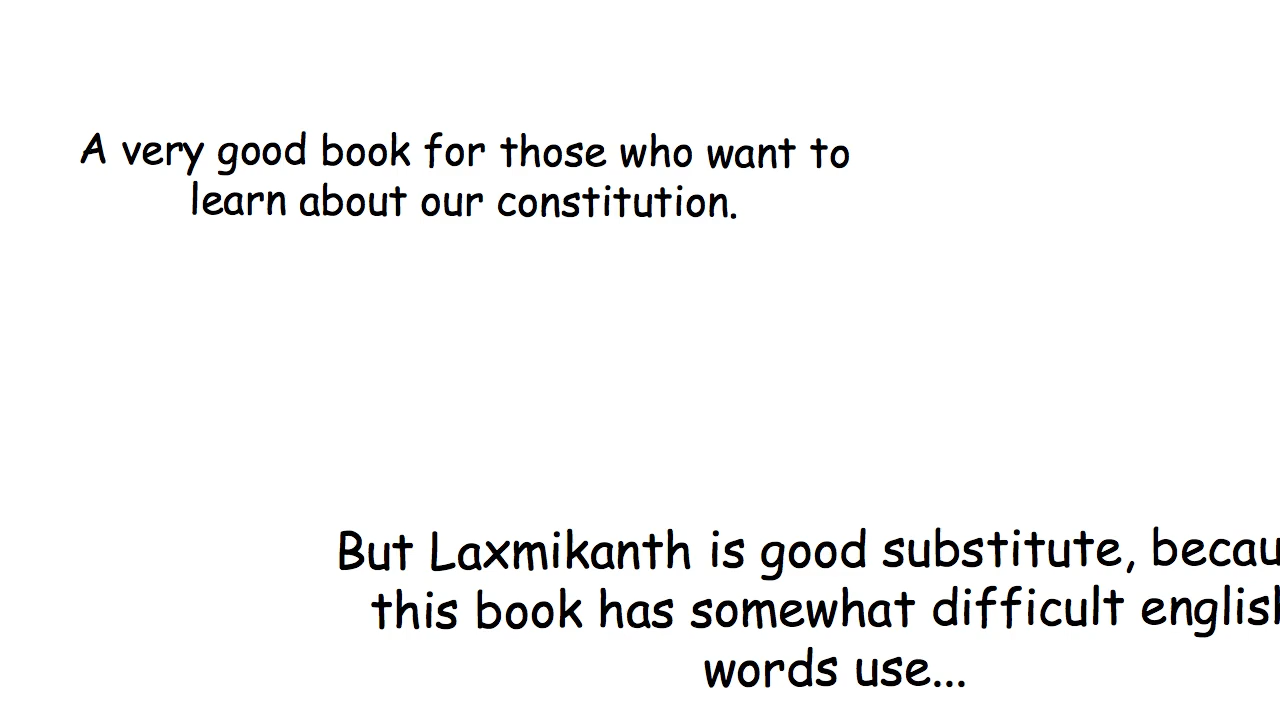 A very good book for those who want to
learn about our constitution.
But Laxmikanth is good substitute, becau
this book has somewhat difficult english
words use...